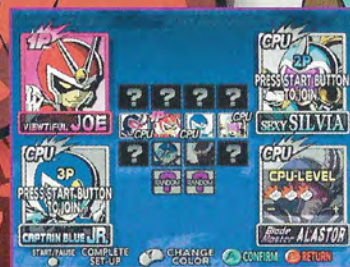 1P
CPU
2P
PRESS START BUTTON
TO JOIN
VIEWTIFUL JOE
SEXY SILVIA
? ? ? ?
CPU 1P CPU CPU
CPU
3P
PRESS START BUTTON
TO JOIN
CAPTAIN BLUE JR.
? ?
RANDOM RANDOM
CPU
CPU-LEVEL
Blade Master ALASTOR
START/PAUSE COMPLETE
SET-UP
CHANGE
COLOR
A CONFIRM
B RETURN